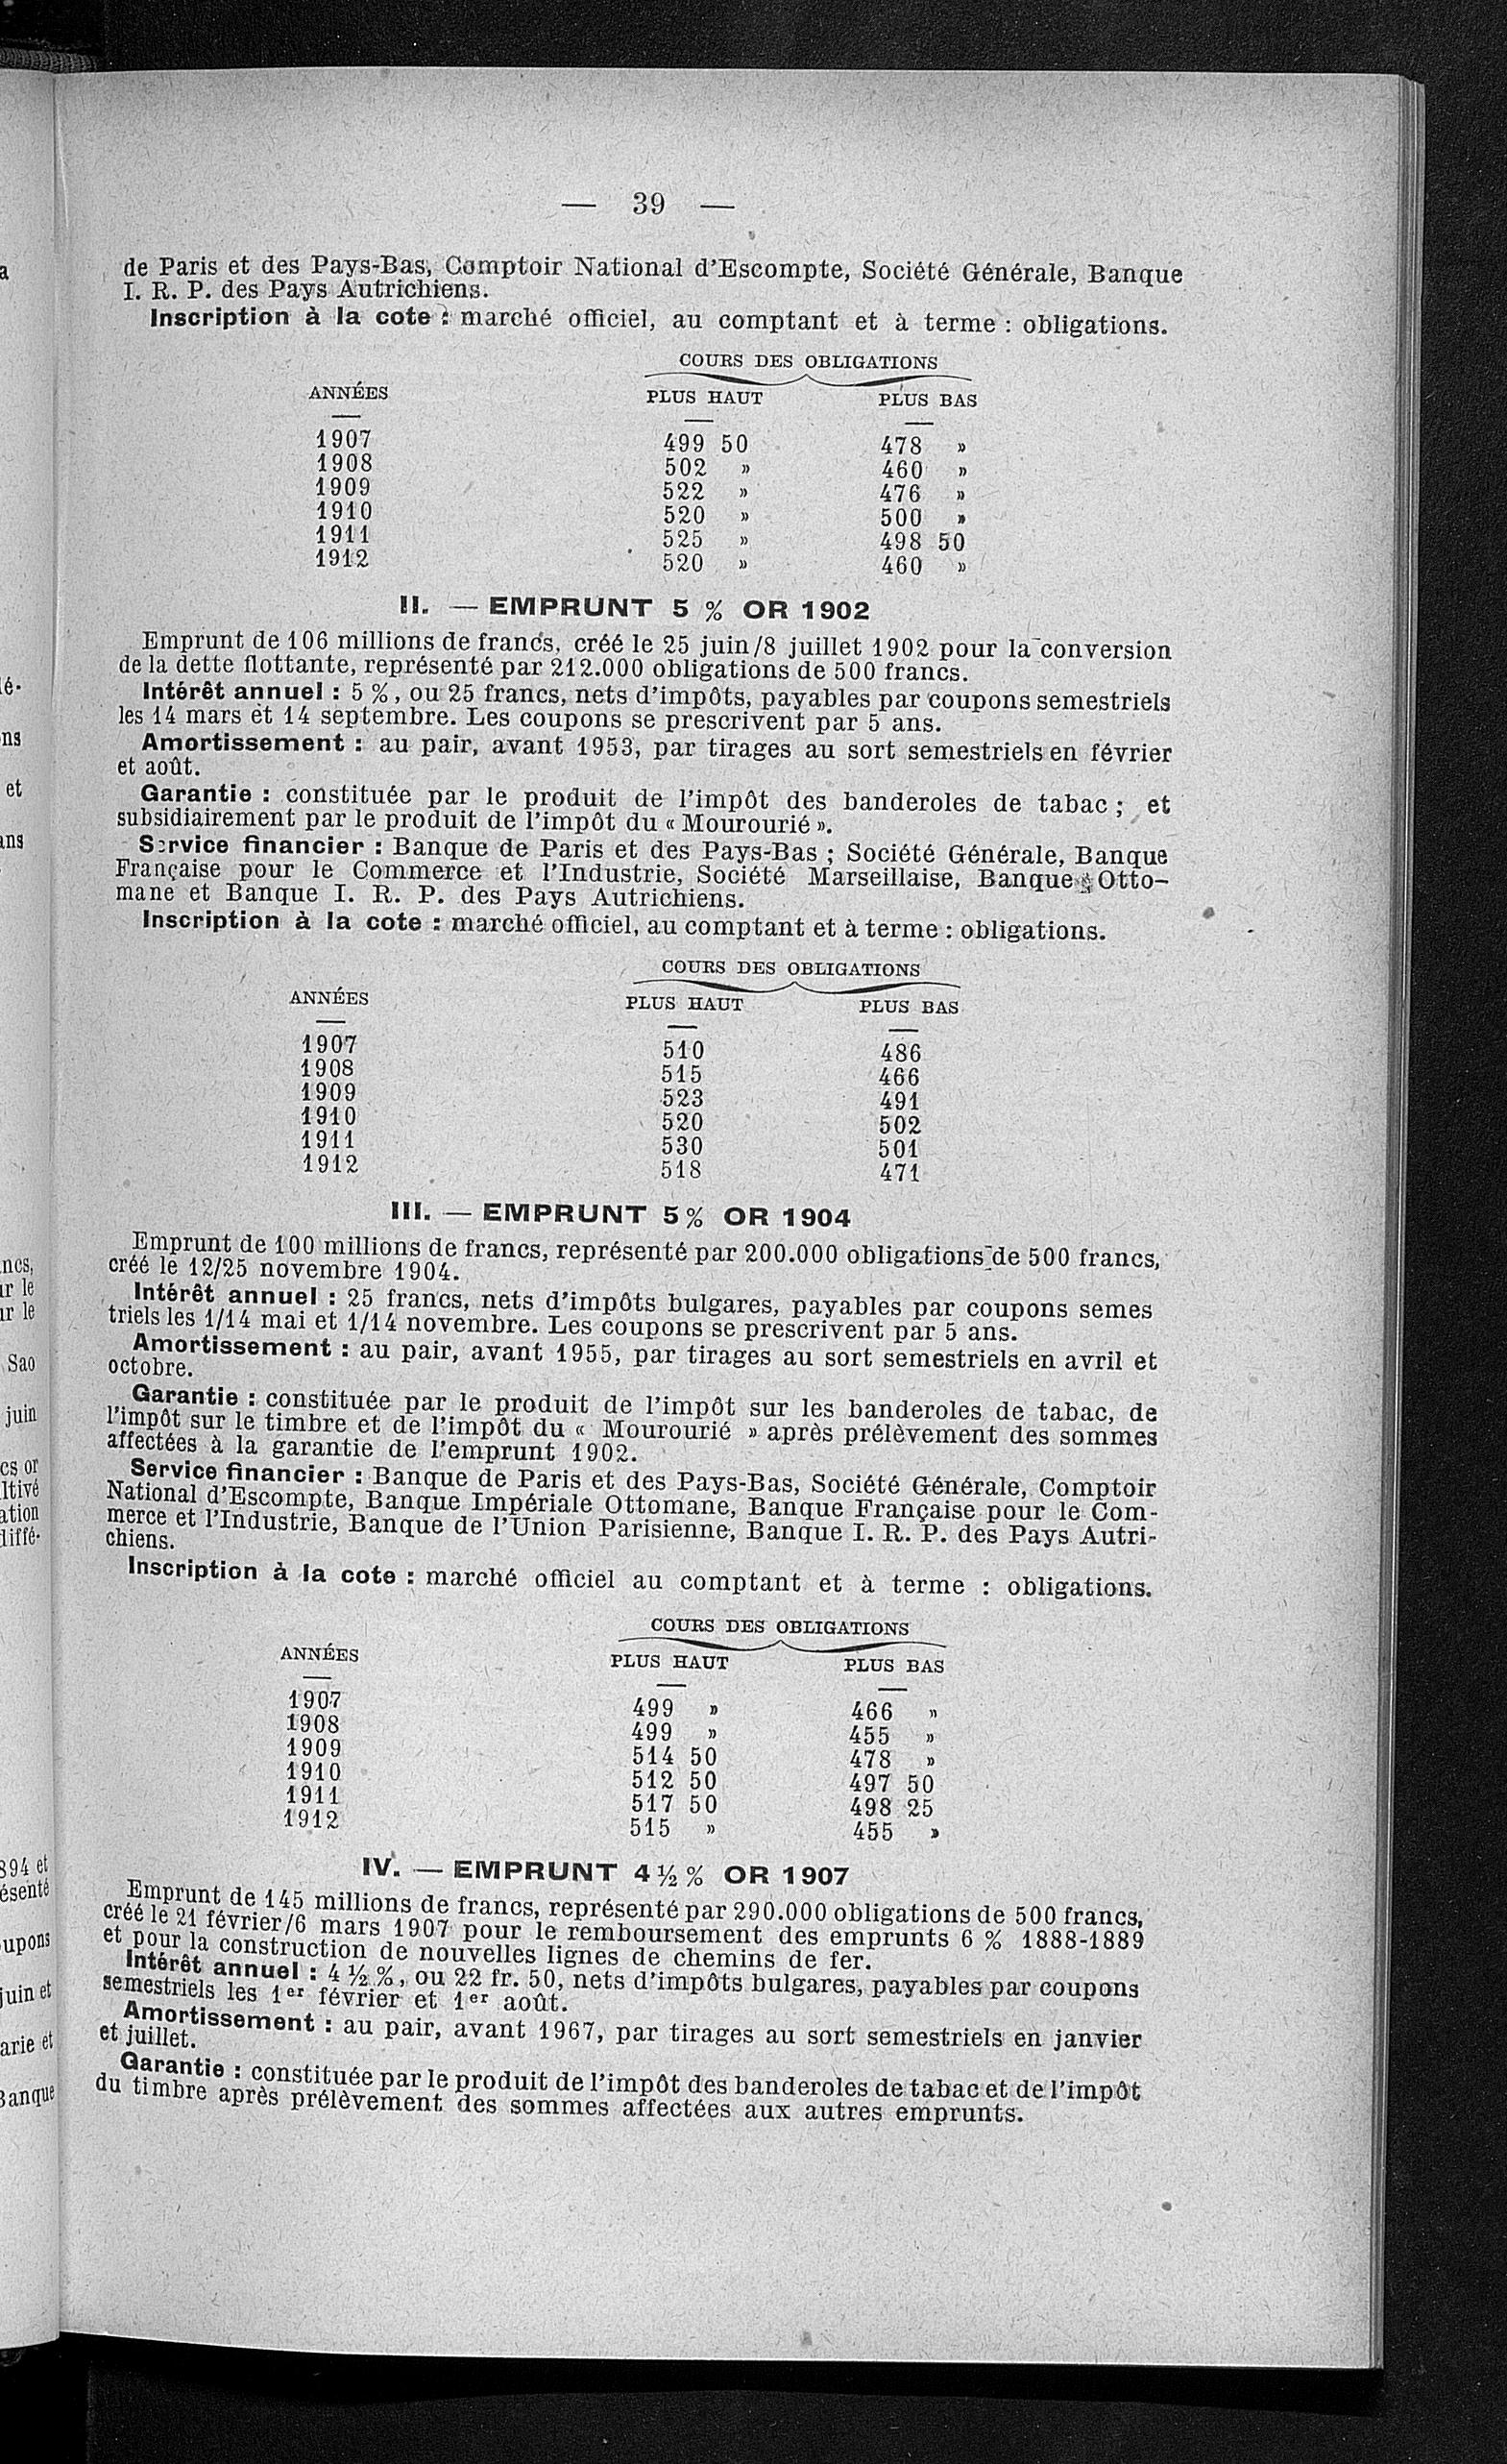 — 39 —
de Paris et des Pays-Bas, Comptoir National d'Escompte, Société Générale, Banque
I. R. P. des Pays Autrichiens.
Inscription à la cote : marché officiel, au comptant et à terme : obligations.
COURS DES OBLIGATIONS
ANNÉES PLUS HAUT PLUS BAS
1907 499 50 478 »
1908 502 » 460 »
1909 522 » 476 »
1910 520 » 500 »
1911 525 » 498 50
1912 520 » 460 »
II. — EMPRUNT 5 % OR 1902
Emprunt de 106 millions de francs, créé le 25 juin/8 juillet 1902 pour la conversion
de la dette flottante, représenté par 212.000 obligations de 500 francs.
Intérêt annuel : 5 %, ou 25 francs, nets d'impôts, payables par coupons semestriels
les 14 mars et 14 septembre. Les coupons se prescrivent par 5 ans.
Amortissement : au pair, avant 1953, par tirages au sort semestriels en février
et août.
Garantie : constituée par le produit de l'impôt des banderoles de tabac ; et
subsidiairement par le produit de l'impôt du « Mourourié ».
Service financier : Banque de Paris et des Pays-Bas ; Société Générale, Banque
Française pour le Commerce et l'Industrie, Société Marseillaise, Banque Otto-
mane et Banque I. R. P. des Pays Autrichiens.
Inscription à la cote : marché officiel, au comptant et à terme : obligations.
COURS DES OBLIGATIONS
ANNÉES PLUS HAUT PLUS BAS
1907 510 486
1908 515 466
1909 523 491
1910 520 502
1911 530 501
1912 518 471
III. — EMPRUNT 5% OR 1904
Emprunt de 100 millions de francs, représenté par 200.000 obligations de 500 francs,
créé le 12/25 novembre 1904.
Intérêt annuel : 25 francs, nets d'impôts bulgares, payables par coupons semes
triels les 1/14 mai et 1/14 novembre. Les coupons se prescrivent par 5 ans.
Amortissement : au pair, avant 1955, par tirages au sort semestriels en avril et
octobre.
Garantie : constituée par le produit de l'impôt sur les banderoles de tabac, de
l'impôt sur le timbre et de l'impôt du « Mourourié » après prélèvement des sommes
affectées à la garantie de l'emprunt 1902.
Service financier : Banque de Paris et des Pays-Bas, Société Générale, Comptoir
National d'Escompte, Banque Impériale Ottomane, Banque Française pour le Com-
merce et l'Industrie, Banque de l'Union Parisienne, Banque I. R. P. des Pays Autri-
chiens.
Inscription à la cote : marché officiel au comptant et à terme : obligations.
COURS DES OBLIGATIONS
ANNÉES PLUS HAUT PLUS BAS
1907 499 » 466 »
1908 499 » 455 »
1909 514 50 478 »
1910 512 50 497 50
1911 517 50 498 25
1912 515 » 455 »
IV. — EMPRUNT 4 ½ % OR 1907
Emprunt de 145 millions de francs, représenté par 290.000 obligations de 500 francs,
créé le 21 février/6 mars 1907 pour le remboursement des emprunts 6 % 1888-1889
et pour la construction de nouvelles lignes de chemins de fer.
Intérêt annuel : 4 ½ %, ou 22 fr. 50, nets d'impôts bulgares, payables par coupons
semestriels les 1er février et 1er août.
Amortissement : au pair, avant 1967, par tirages au sort semestriels en janvier
et juillet.
Garantie : constituée par le produit de l'impôt des banderoles de tabac et de l'impôt
du timbre après prélèvement des sommes affectées aux autres emprunts.